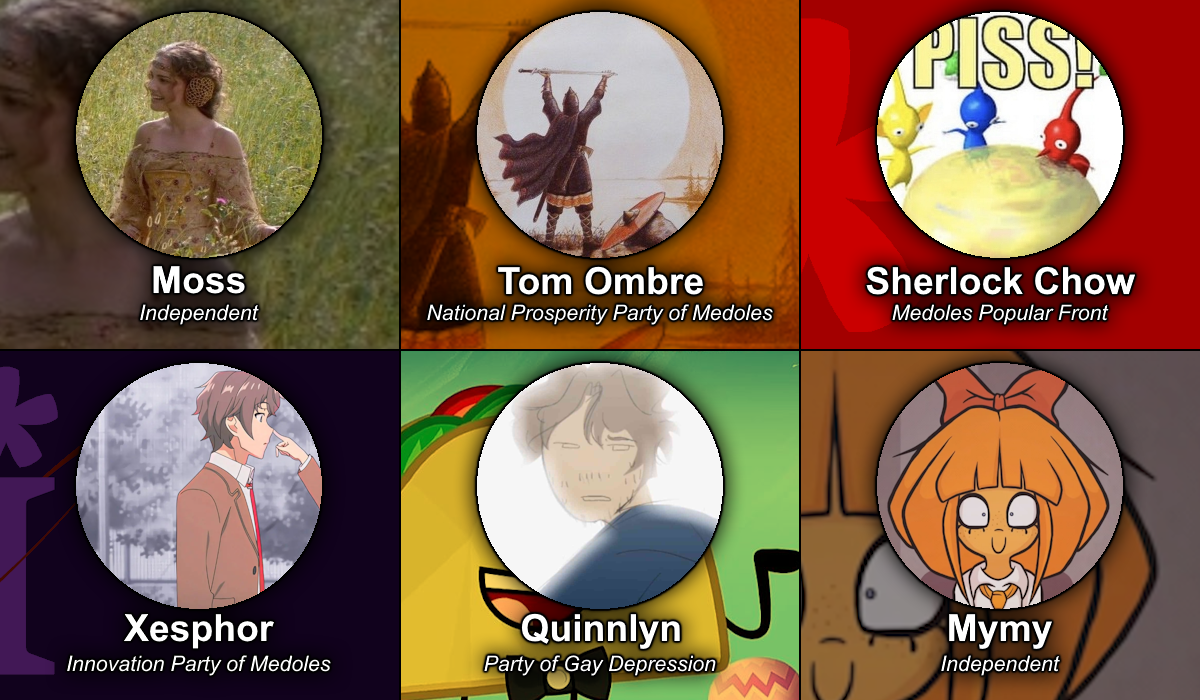 Moss
Independent
Tom Ombre
National Prosperity Party of Medoles
PISS!
Sherlock Chow
Medoles Popular Front
Xesphor
Innovation Party of Medoles
Quinnlyn
Party of Gay Depression
Mymy
Independent